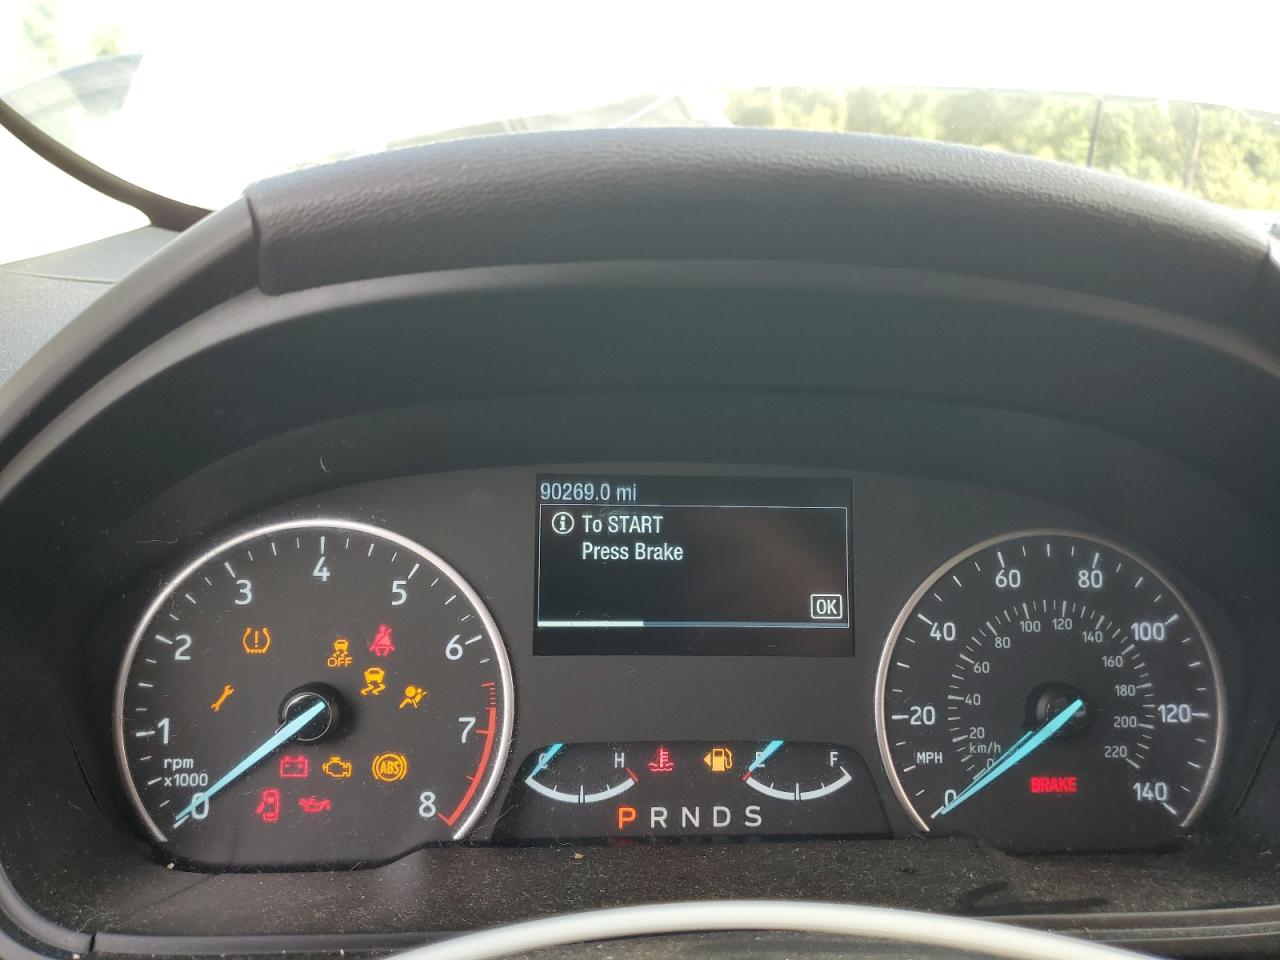 90269.0 mi
To START
Press Brake
OK
0 1 2 3 4 5 6 7 8
rpm
x1000
OFF
ABS
C H
E F
P R N D S
0 20 40 60 80 100 120 140
MPH
0 20 40 60 80 100 120 140 160 180 200 220
km/h
BRAKE